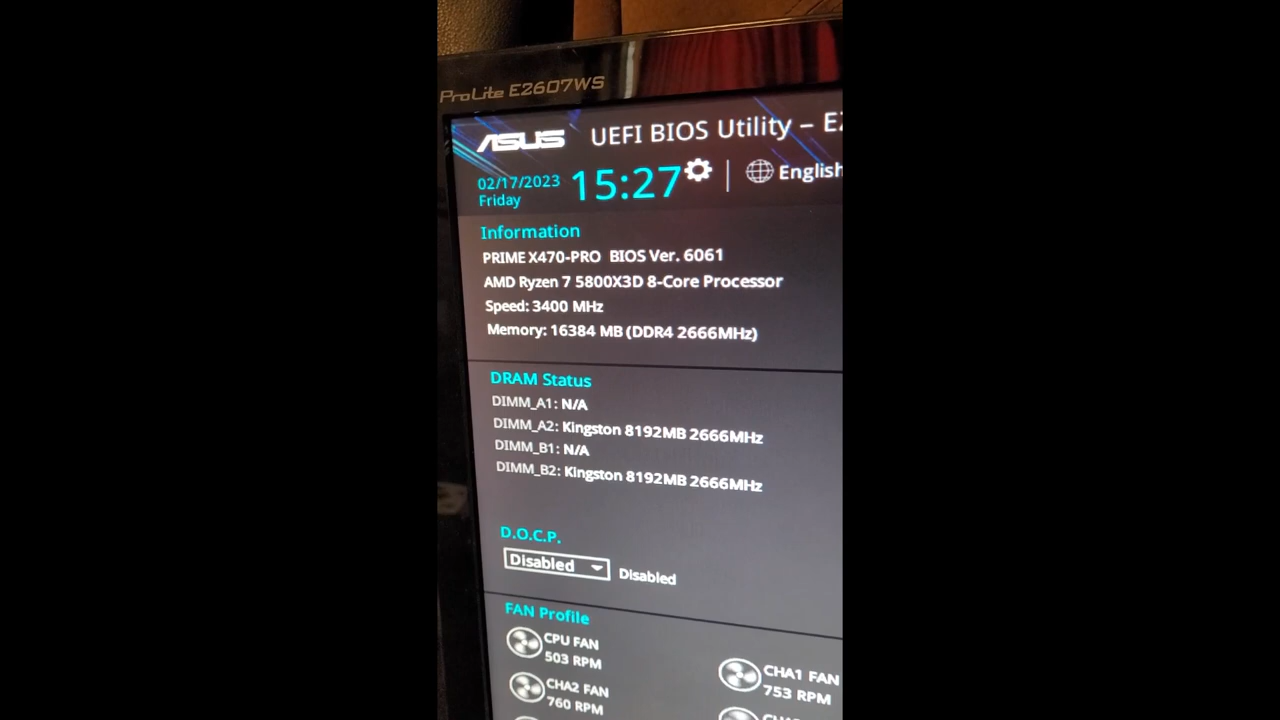 ProLite E2607WS
ASUS UEFI BIOS Utility – EZ
02/17/2023 15:27 English
Friday
Information
PRIME X470-PRO BIOS Ver. 6061
AMD Ryzen 7 5800X3D 8-Core Processor
Speed: 3400 MHz
Memory: 16384 MB (DDR4 2666MHz)
DRAM Status
DIMM_A1: N/A
DIMM_A2: Kingston 8192MB 2666MHz
DIMM_B1: N/A
DIMM_B2: Kingston 8192MB 2666MHz
D.O.C.P.
Disabled Disabled
FAN Profile
CPU FAN
503 RPM
CHA1 FAN
753 RPM
CHA2 FAN
760 RPM